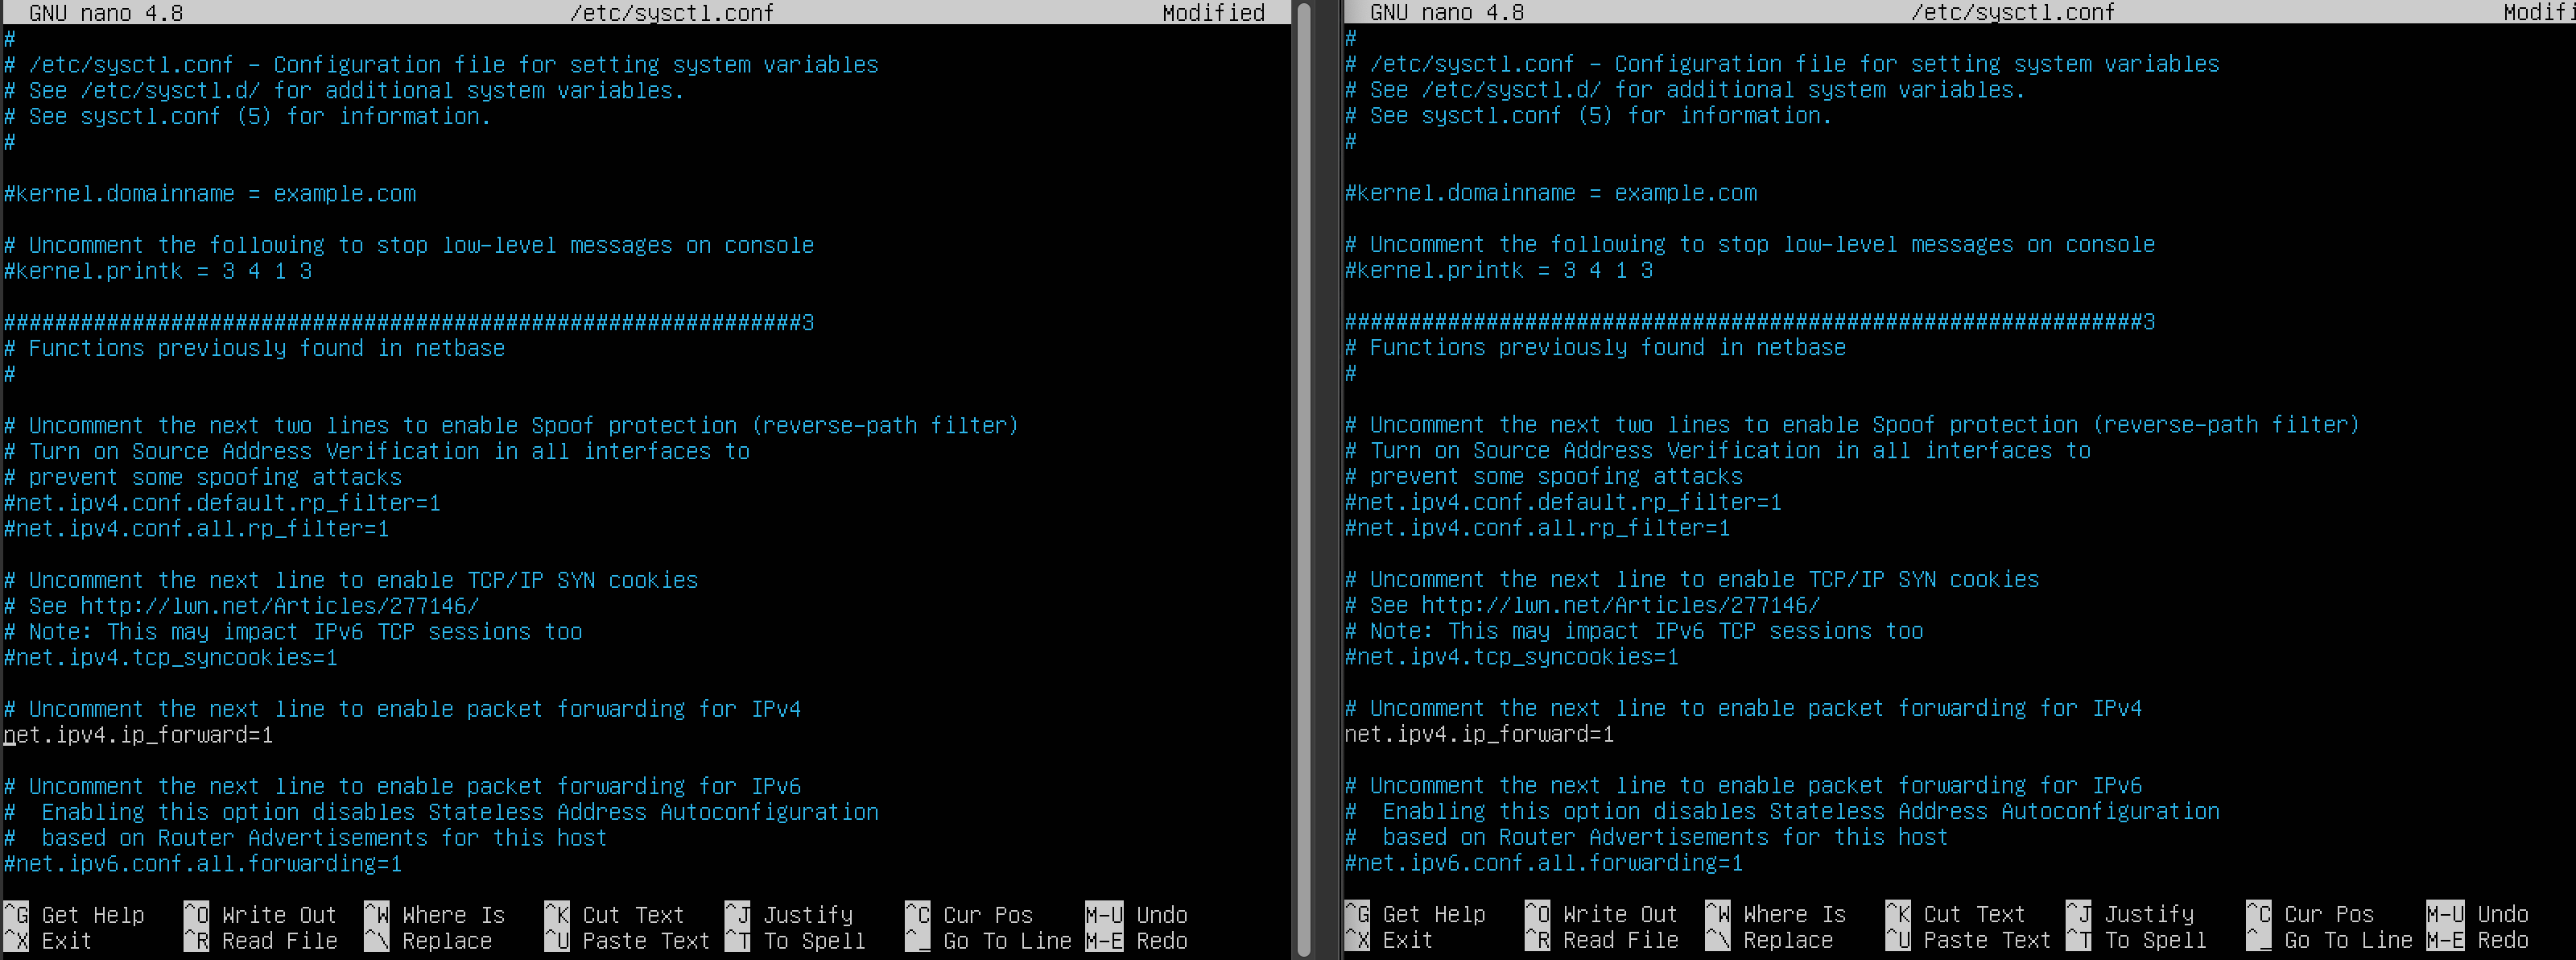 GNU nano 4.8 /etc/sysctl.conf Modified
#
# /etc/sysctl.conf - Configuration file for setting system variables
# See /etc/sysctl.d/ for additional system variables.
# See sysctl.conf (5) for information.
#
#kernel.domainname = example.com
# Uncomment the following to stop low-level messages on console
#kernel.printk = 3 4 1 3
##############################################################3
# Functions previously found in netbase
#
# Uncomment the next two lines to enable Spoof protection (reverse-path filter)
# Turn on Source Address Verification in all interfaces to
# prevent some spoofing attacks
#net.ipv4.conf.default.rp_filter=1
#net.ipv4.conf.all.rp_filter=1
# Uncomment the next line to enable TCP/IP SYN cookies
# See http://lwn.net/Articles/277146/
# Note: This may impact IPv6 TCP sessions too
#net.ipv4.tcp_syncookies=1
# Uncomment the next line to enable packet forwarding for IPv4
net.ipv4.ip_forward=1
# Uncomment the next line to enable packet forwarding for IPv6
#  Enabling this option disables Stateless Address Autoconfiguration
#  based on Router Advertisements for this host
#net.ipv6.conf.all.forwarding=1
^G Get Help ^O Write Out ^W Where Is ^K Cut Text ^J Justify ^C Cur Pos M-U Undo
^X Exit ^R Read File ^\ Replace ^U Paste Text ^T To Spell ^_ Go To Line M-E Redo
GNU nano 4.8 /etc/sysctl.conf Modifi
#
# /etc/sysctl.conf - Configuration file for setting system variables
# See /etc/sysctl.d/ for additional system variables.
# See sysctl.conf (5) for information.
#
#kernel.domainname = example.com
# Uncomment the following to stop low-level messages on console
#kernel.printk = 3 4 1 3
##############################################################3
# Functions previously found in netbase
#
# Uncomment the next two lines to enable Spoof protection (reverse-path filter)
# Turn on Source Address Verification in all interfaces to
# prevent some spoofing attacks
#net.ipv4.conf.default.rp_filter=1
#net.ipv4.conf.all.rp_filter=1
# Uncomment the next line to enable TCP/IP SYN cookies
# See http://lwn.net/Articles/277146/
# Note: This may impact IPv6 TCP sessions too
#net.ipv4.tcp_syncookies=1
# Uncomment the next line to enable packet forwarding for IPv4
net.ipv4.ip_forward=1
# Uncomment the next line to enable packet forwarding for IPv6
#  Enabling this option disables Stateless Address Autoconfiguration
#  based on Router Advertisements for this host
#net.ipv6.conf.all.forwarding=1
^G Get Help ^O Write Out ^W Where Is ^K Cut Text ^J Justify ^C Cur Pos M-U Undo
^X Exit ^R Read File ^\ Replace ^U Paste Text ^T To Spell ^_ Go To Line M-E Redo